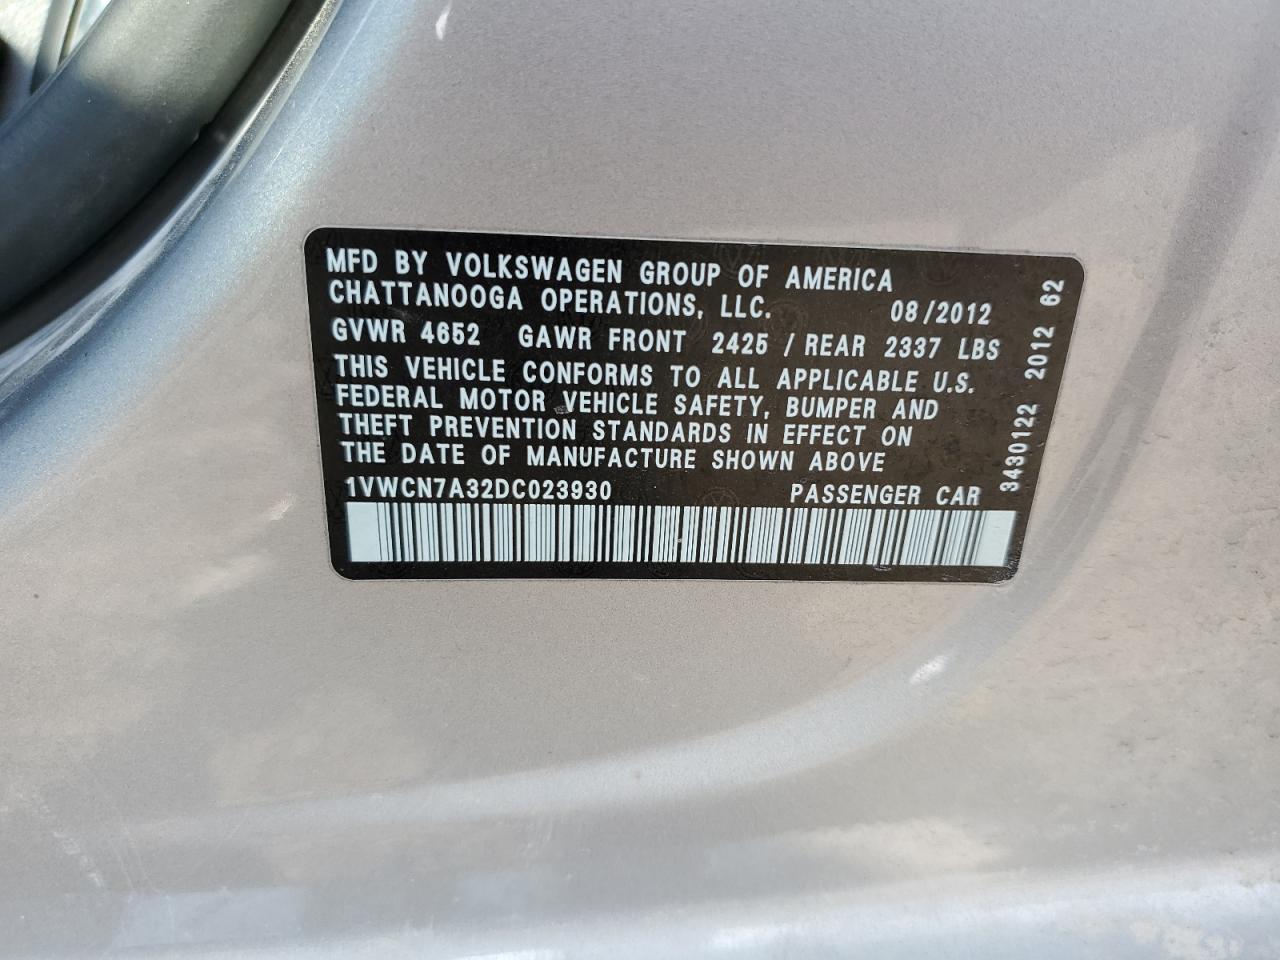 MFD BY VOLKSWAGEN GROUP OF AMERICA
CHATTANOOGA OPERATIONS, LLC. 08/2012
GVWR 4652 GAWR FRONT 2425 / REAR 2337 LBS
THIS VEHICLE CONFORMS TO ALL APPLICABLE U.S.
FEDERAL MOTOR VEHICLE SAFETY, BUMPER AND
THEFT PREVENTION STANDARDS IN EFFECT ON
THE DATE OF MANUFACTURE SHOWN ABOVE
1VWCN7A32DC023930 PASSENGER CAR
3430122 2012 62